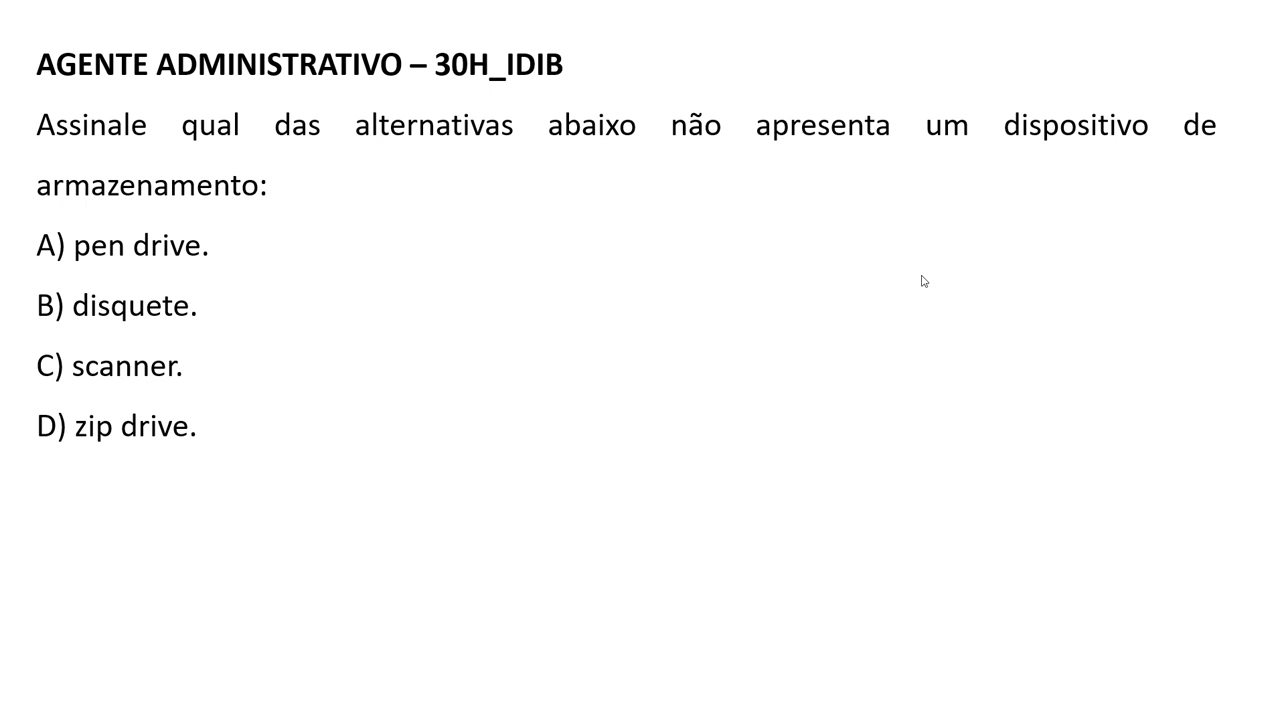 AGENTE ADMINISTRATIVO – 30H_IDIB
Assinale qual das alternativas abaixo não apresenta um dispositivo de
armazenamento:
A) pen drive.
B) disquete.
C) scanner.
D) zip drive.